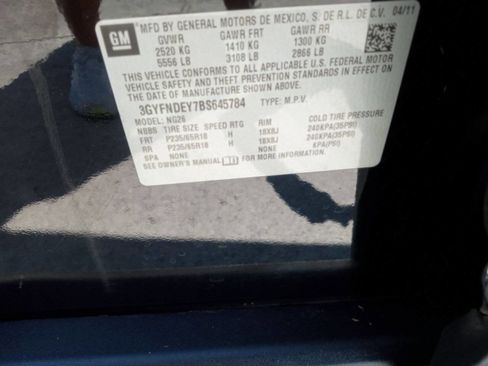 GM
MFD BY GENERAL MOTORS DE MEXICO, S. DE R.L. DE C.V. 04/11
GVWR GAWR FRT GAWR RR
2520 KG 1410 KG 1300 KG
5556 LB 3108 LB 2866 LB
THIS VEHICLE CONFORMS TO ALL APPLICABLE U.S. FEDERAL MOTOR
VEHICLE SAFETY AND THEFT PREVENTION STANDARDS IN EFFECT ON
THE DATE OF MANUFACTURE SHOWN ABOVE.
3GYFNDEY7BS645784 TYPE: M.P.V.
MODEL: NG26
NBBS TIRE SIZE SPEED RTG RIM COLD TIRE PRESSURE
FRT P235/65R18 H 18X8J 240KPA(35PSI)
RR P235/65R18 H 18X8J 240KPA(35PSI)
SPA NONE NONE KPA(PSI)
SEE OWNER'S MANUAL FOR MORE INFORMATION.